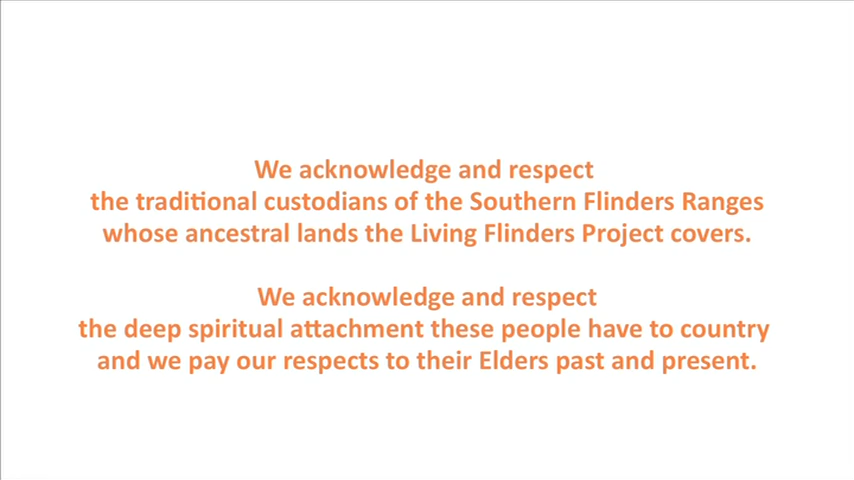 We acknowledge and respect
the traditional custodians of the Southern Flinders Ranges
whose ancestral lands the Living Flinders Project covers.
We acknowledge and respect
the deep spiritual attachment these people have to country
and we pay our respects to their Elders past and present.